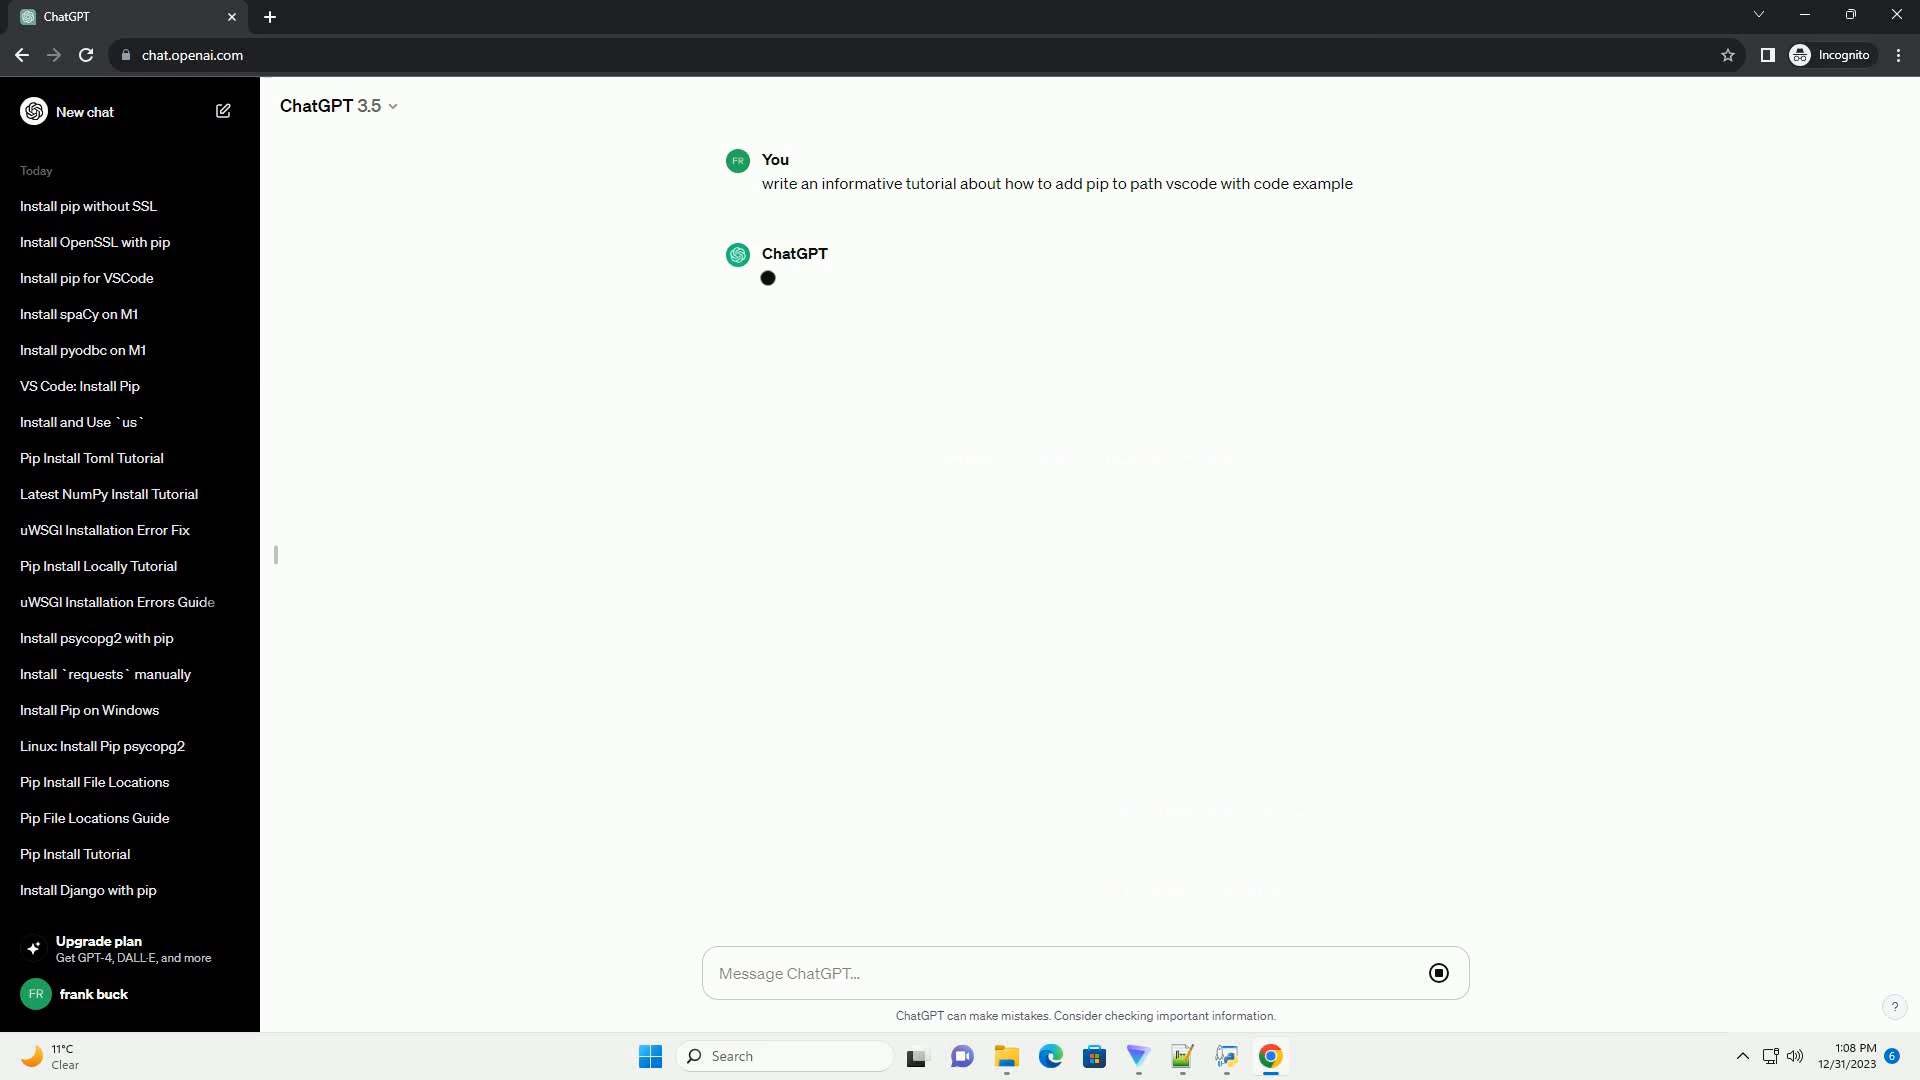 ChatGPT
chat.openai.com
Incognito
New chat
ChatGPT 3.5
Today
Install pip without SSL
Install OpenSSL with pip
Install pip for VSCode
Install spaCy on M1
Install pyodbc on M1
VS Code: Install Pip
Install and Use `us`
Pip Install Toml Tutorial
Latest NumPy Install Tutorial
uWSGI Installation Error Fix
Pip Install Locally Tutorial
uWSGI Installation Errors Guide
Install psycopg2 with pip
Install `requests` manually
Install Pip on Windows
Linux: Install Pip psycopg2
Pip Install File Locations
Pip File Locations Guide
Pip Install Tutorial
Install Django with pip
Upgrade plan
Get GPT-4, DALL·E, and more
FR
frank buck
FR
You
write an informative tutorial about how to add pip to path vscode with code example
ChatGPT
Message ChatGPT...
ChatGPT can make mistakes. Consider checking important information.
?
11°C
Clear
Search
1:08 PM
12/31/2023
6